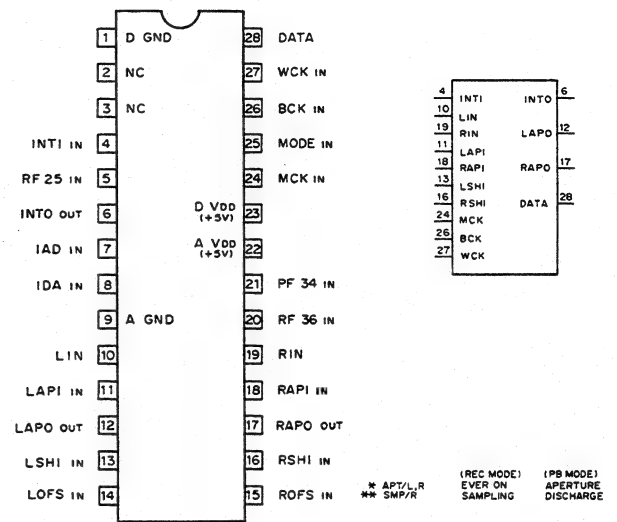 1 D GND 28 DATA
2 NC 27 WCK IN
3 NC 26 BCK IN
INTI IN 4 25 MODE IN
RF 25 IN 5 24 MCK IN
INTO OUT 6 D VDD (+5V) 23
IAD IN 7 A VDD (+5V) 22
IDA IN 8 21 PF 34 IN
9 A GND 20 RF 36 IN
LIN 10 19 RIN
LAPI IN 11 18 RAPI IN
LAPO OUT 12 17 RAPO OUT
LSHI IN 13 16 RSHI IN
LOFS IN 14 15 ROFS IN
4 INTI INTO 6
10 LIN
19 RIN LAPO 12
11 LAPI
18 RAPI RAPO 17
13 LSHI
16 RSHI DATA 28
24 MCK
26 BCK
27 WCK
(REC MODE) (PB MODE)
* APT/L,R EVER ON APERTURE
** SMP/R SAMPLING DISCHARGE